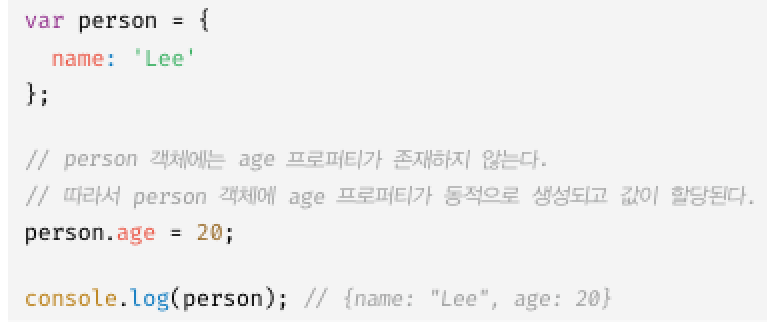 var person = {
  name: 'Lee'
};
// person 객체에는 age 프로퍼티가 존재하지 않는다.
// 따라서 person 객체에 age 프로퍼티가 동적으로 생성되고 값이 할당된다.
person.age = 20;
console.log(person); // {name: "Lee", age: 20}